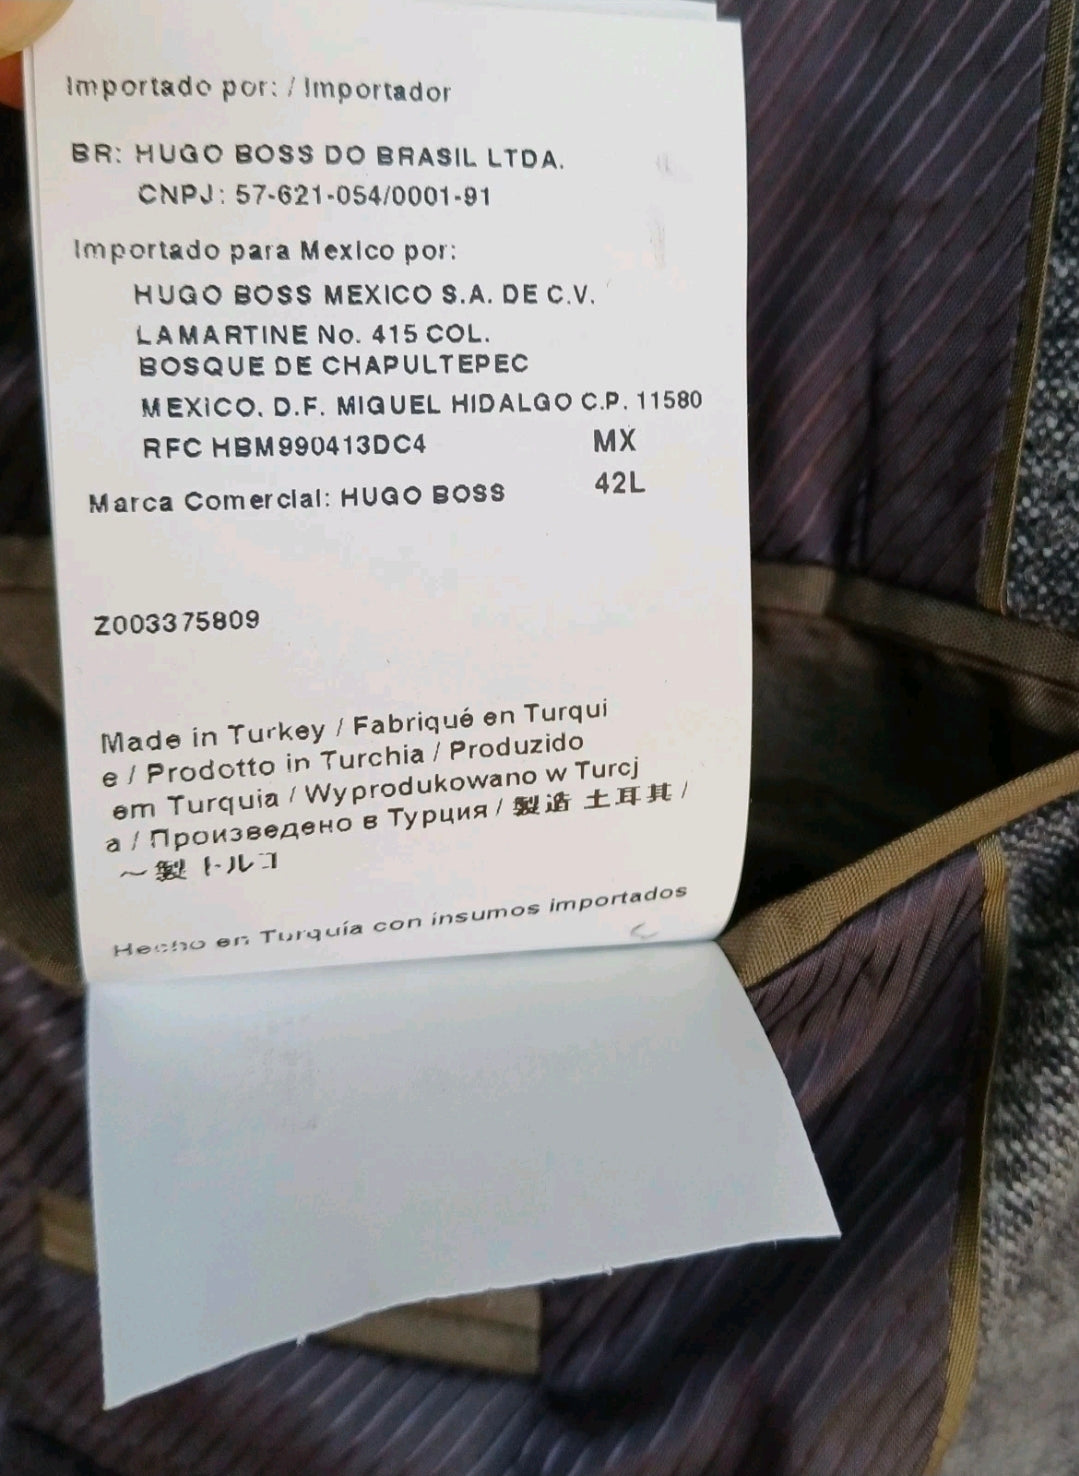 Importado por: / Importador
BR: HUGO BOSS DO BRASIL LTDA.
CNPJ: 57-621-054/0001-91
Importado para Mexico por:
HUGO BOSS MEXICO S.A. DE C.V.
LAMARTINE No. 415 COL.
BOSQUE DE CHAPULTEPEC
MEXICO. D.F. MIGUEL HIDALGO C.P. 11580
RFC HBM990413DC4 MX
Marca Comercial: HUGO BOSS 42L
Z003375809
Made in Turkey / Fabriqué en Turqui
e / Prodotto in Turchia / Produzido
em Turquia / Wyprodukowano w Turcj
a / Произведено в Турция / 製造 土耳其 /
～製 トルコ
Hecho en Turquía con insumos importados